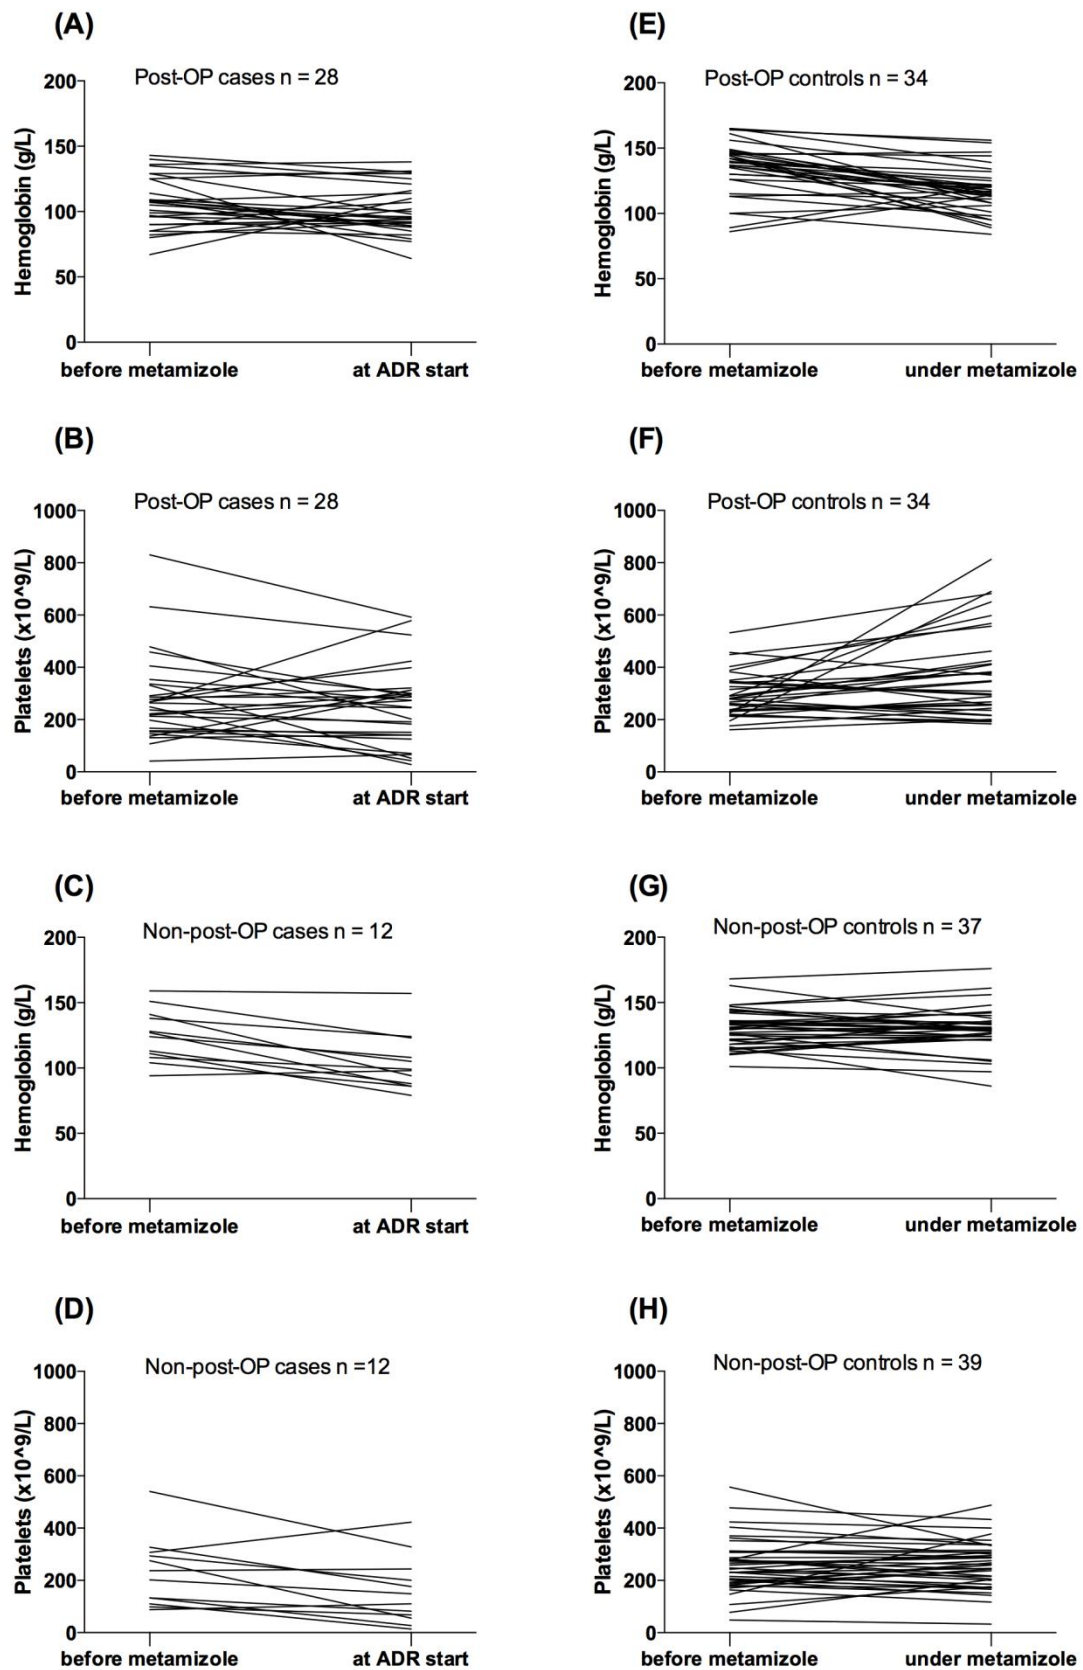 (A)
Post-OP cases n = 28
Hemoglobin (g/L)
200
150
100
50
0
before metamizole at ADR start
(E)
Post-OP controls n = 34
Hemoglobin (g/L)
200
150
100
50
0
before metamizole under metamizole
(B)
Post-OP cases n = 28
Platelets (x10^9/L)
1000
800
600
400
200
0
before metamizole at ADR start
(F)
Post-OP controls n = 34
Platelets (x10^9/L)
1000
800
600
400
200
0
before metamizole under metamizole
(C)
Non-post-OP cases n = 12
Hemoglobin (g/L)
200
150
100
50
0
before metamizole at ADR start
(G)
Non-post-OP controls n = 37
Hemoglobin (g/L)
200
150
100
50
0
before metamizole under metamizole
(D)
Non-post-OP cases n =12
Platelets (x10^9/L)
1000
800
600
400
200
0
before metamizole at ADR start
(H)
Non-post-OP controls n = 39
Platelets (x10^9/L)
1000
800
600
400
200
0
before metamizole under metamizole